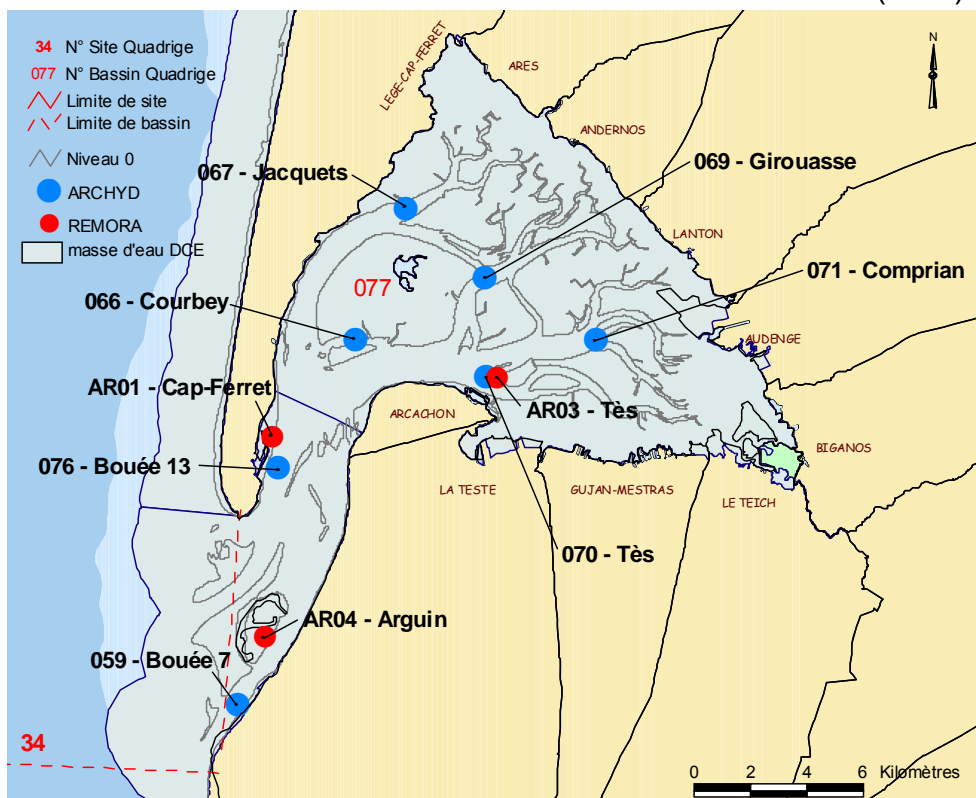 34 N° Site Quadrige
077 N° Bassin Quadrige
Limite de site
Limite de bassin
Niveau 0
ARCHYD
REMORA
masse d'eau DCE
N
LEGE-CAP-FERRET
ARES
ANDERNOS
067 - Jacquets
069 - Girouasse
LANTON
071 - Comprian
077
066 - Courbey
AUDENGE
AR01 - Cap-Ferret
ARCACHON
AR03 - Tès
BIGANOS
076 - Bouée 13
LA TESTE
GUJAN-MESTRAS
LE TEICH
070 - Tès
AR04 - Arguin
059 - Bouée 7
34
0 2 4 6 Kilomètres